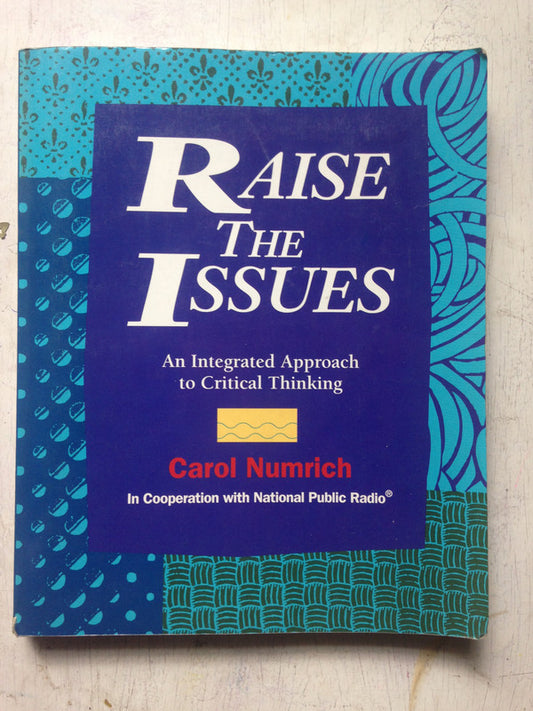 RAISE
THE
ISSUES
An Integrated Approach
to Critical Thinking
Carol Numrich
In Cooperation with National Public Radio®